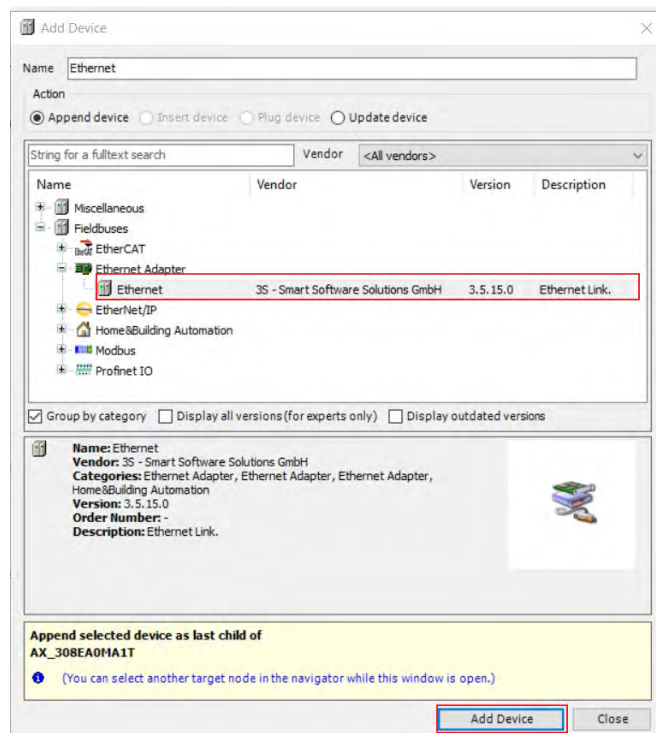 Add Device
Name Ethernet
Action
Append device Insert device Plug device Update device
String for a fulltext search Vendor <All vendors>
Name Vendor Version Description
Miscellaneous
Fieldbuses
EtherCAT
Ethernet Adapter
Ethernet 3S - Smart Software Solutions GmbH 3.5.15.0 Ethernet Link.
EtherNet/IP
Home&Building Automation
Modbus
Profinet IO
Group by category Display all versions (for experts only) Display outdated versions
Name: Ethernet
Vendor: 3S - Smart Software Solutions GmbH
Categories: Ethernet Adapter, Ethernet Adapter, Ethernet Adapter,
Home&Building Automation
Version: 3.5.15.0
Order Number: -
Description: Ethernet Link.
Append selected device as last child of
AX_308EA0MA1T
(You can select another target node in the navigator while this window is open.)
Add Device Close